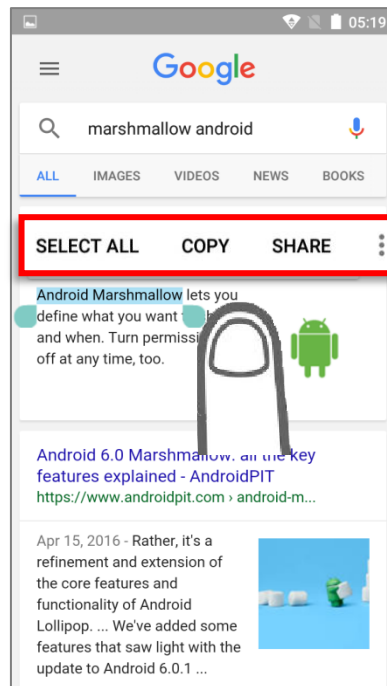 05:19
Google
marshmallow android
ALL IMAGES VIDEOS NEWS BOOKS
SELECT ALL COPY SHARE
Android Marshmallow lets you
define what you want
and when. Turn
off at any time, too.
Android 6.0 Marshmallow: all the key
features explained - AndroidPIT
https://www.androidpit.com › android-m...
Apr 15, 2016 - Rather, it's a
refinement and extension of
the core features and
functionality of Android
Lollipop. ... We've added some
features that saw light with the
update to Android 6.0.1 ...